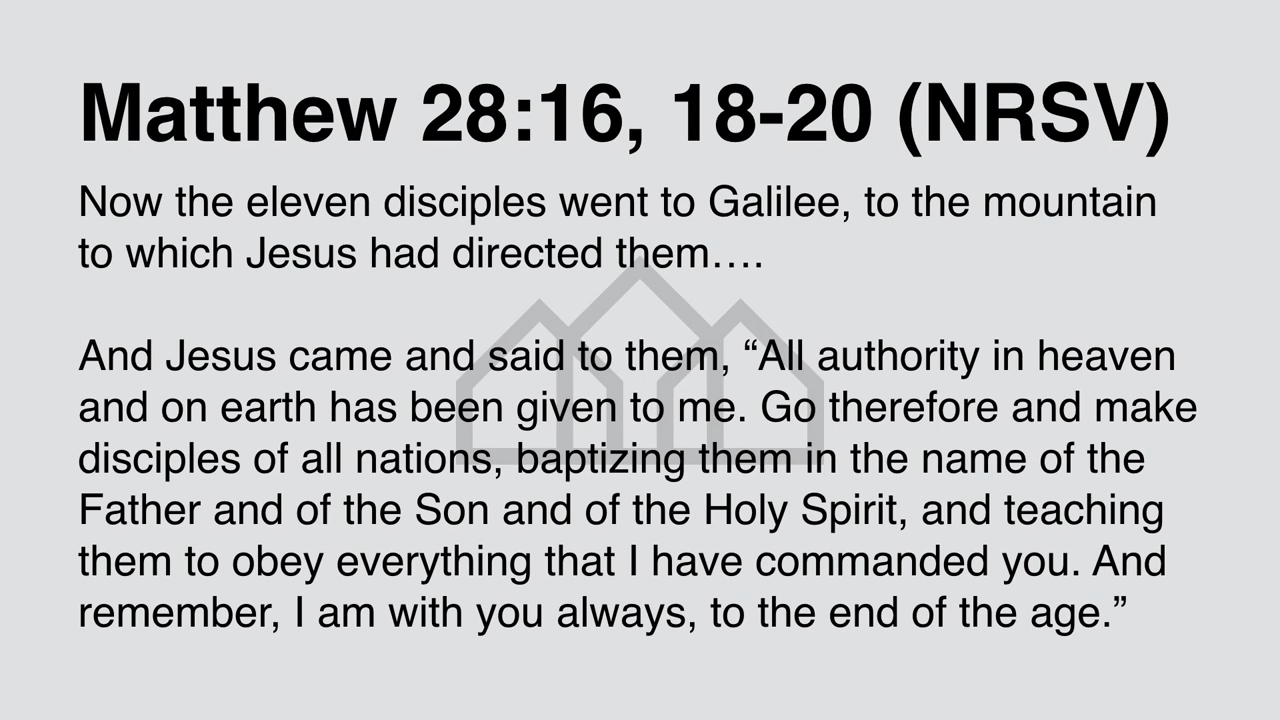 Matthew 28:16, 18-20 (NRSV)
Now the eleven disciples went to Galilee, to the mountain
to which Jesus had directed them….
And Jesus came and said to them, “All authority in heaven
and on earth has been given to me. Go therefore and make
disciples of all nations, baptizing them in the name of the
Father and of the Son and of the Holy Spirit, and teaching
them to obey everything that I have commanded you. And
remember, I am with you always, to the end of the age.”